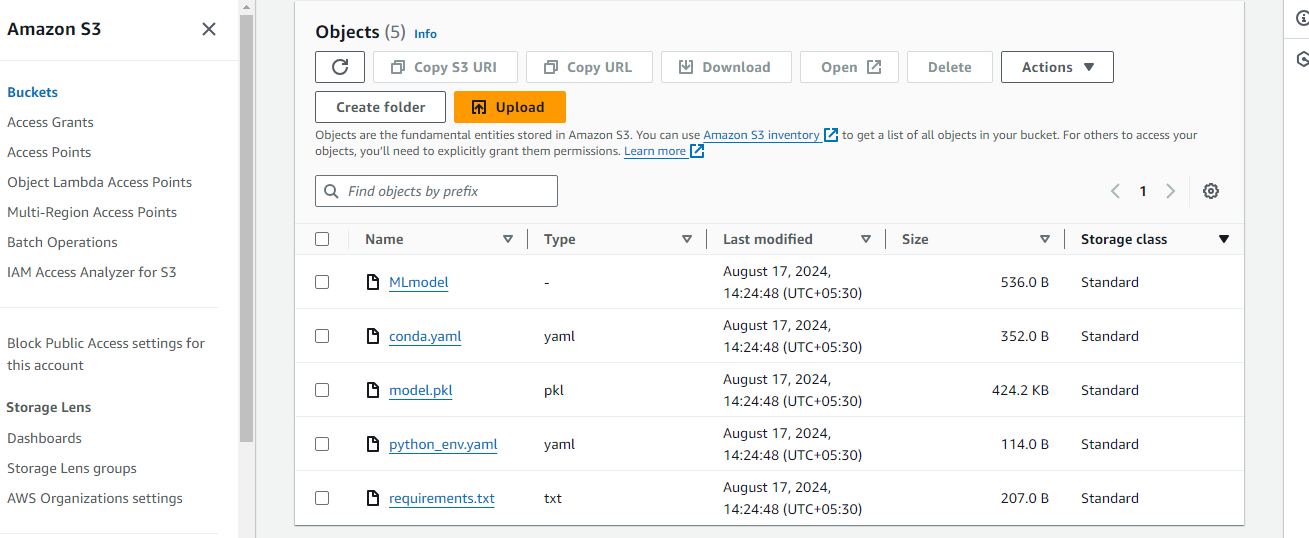 Amazon S3
Buckets
Access Grants
Access Points
Object Lambda Access Points
Multi-Region Access Points
Batch Operations
IAM Access Analyzer for S3
Block Public Access settings for
this account
Storage Lens
Dashboards
Storage Lens groups
AWS Organizations settings
Objects (5) Info
Copy S3 URI Copy URL Download Open Delete Actions
Create folder Upload
Objects are the fundamental entities stored in Amazon S3. You can use Amazon S3 inventory to get a list of all objects in your bucket. For others to access your
objects, you'll need to explicitly grant them permissions. Learn more
Find objects by prefix
1
Name Type Last modified Size Storage class
MLmodel - August 17, 2024, 14:24:48 (UTC+05:30) 536.0 B Standard
conda.yaml yaml August 17, 2024, 14:24:48 (UTC+05:30) 352.0 B Standard
model.pkl pkl August 17, 2024, 14:24:48 (UTC+05:30) 424.2 KB Standard
python_env.yaml yaml August 17, 2024, 14:24:48 (UTC+05:30) 114.0 B Standard
requirements.txt txt August 17, 2024, 14:24:48 (UTC+05:30) 207.0 B Standard